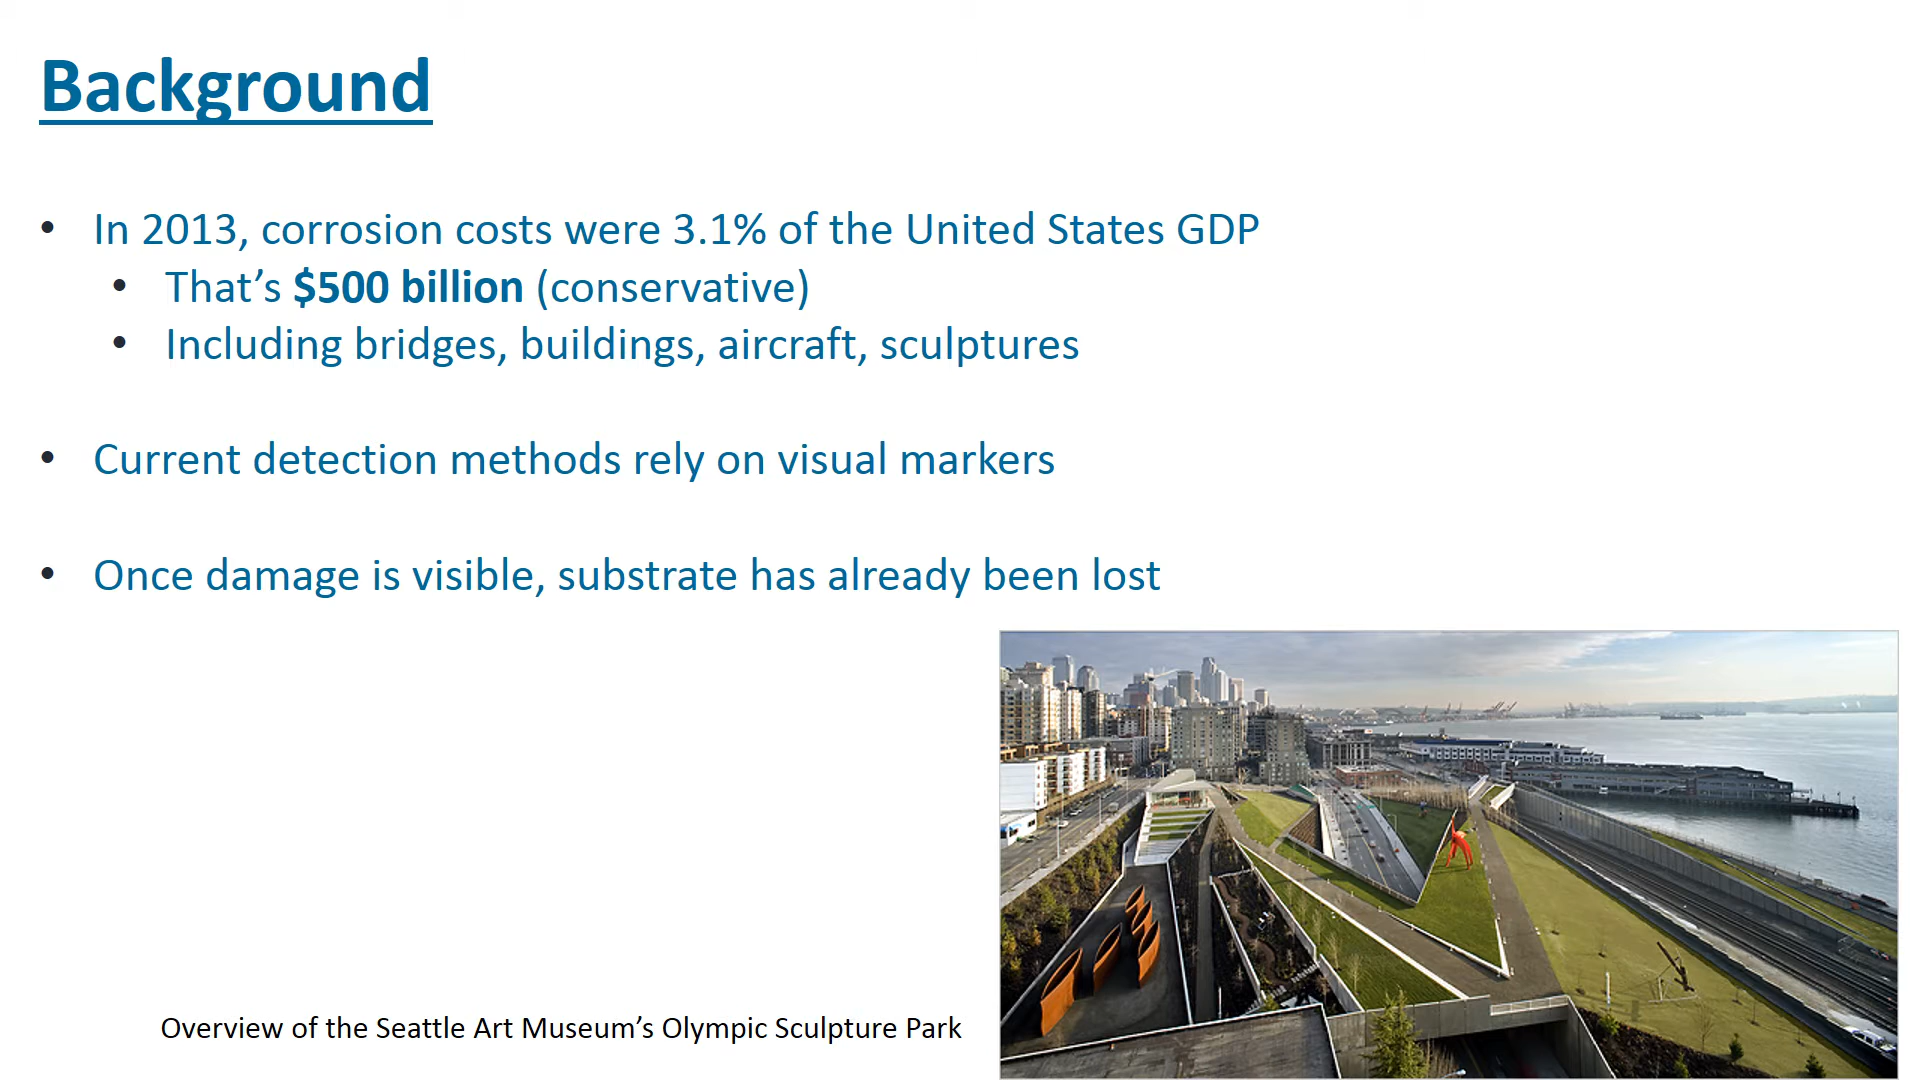 Background
• In 2013, corrosion costs were 3.1% of the United States GDP
• That’s $500 billion (conservative)
• Including bridges, buildings, aircraft, sculptures
• Current detection methods rely on visual markers
• Once damage is visible, substrate has already been lost
Overview of the Seattle Art Museum’s Olympic Sculpture Park